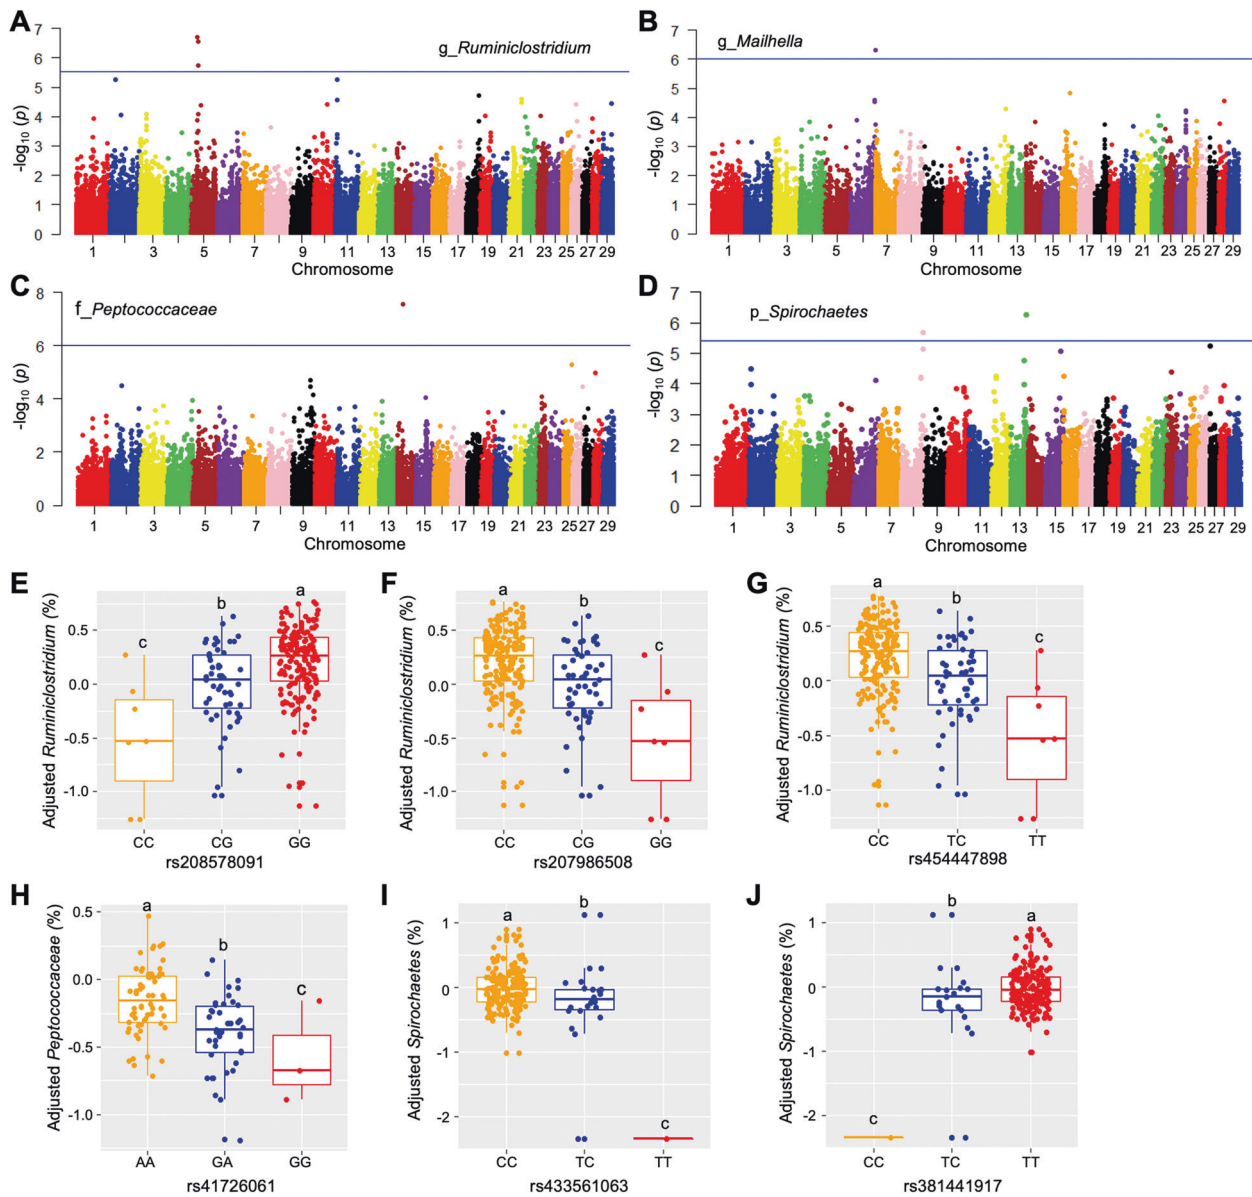 A
g_Ruminiclostridium
-log10 (p)
7
6
5
4
3
2
1
0
1 3 5 7 9 11 13 15 17 19 21 23 25 27 29
Chromosome
B
g_Mailhella
-log10 (p)
7
6
5
4
3
2
1
0
1 3 5 7 9 11 13 15 17 19 21 23 25 27 29
Chromosome
C
f_Peptococcaceae
-log10 (p)
8
6
4
2
0
1 3 5 7 9 11 15 17 19 21 23 25 27 29
Chromosome
D
p_Spirochaetes
-log10 (p)
7
6
5
4
3
2
1
0
1 3 5 7 9 11 13 15 17 19 21 23 25 27 29
Chromosome
E
Adjusted Ruminiclostridium (%)
0.5
0.0
-0.5
-1.0
c b a
CC CG GG
rs208578091
F
Adjusted Ruminiclostridium (%)
0.5
0.0
-0.5
-1.0
a b c
CC CG GG
rs207986508
G
Adjusted Ruminiclostridium (%)
0.5
0.0
-0.5
-1.0
a b c
CC TC TT
rs454447898
H
Adjusted Peptococcaceae (%)
0.5
0.0
-0.5
-1.0
a b c
AA GA GG
rs41726061
I
Adjusted Spirochaetes (%)
1
0
-1
-2
a b c
CC TC TT
rs433561063
J
Adjusted Spirochaetes (%)
1
0
-1
-2
c b a
CC TC TT
rs381441917